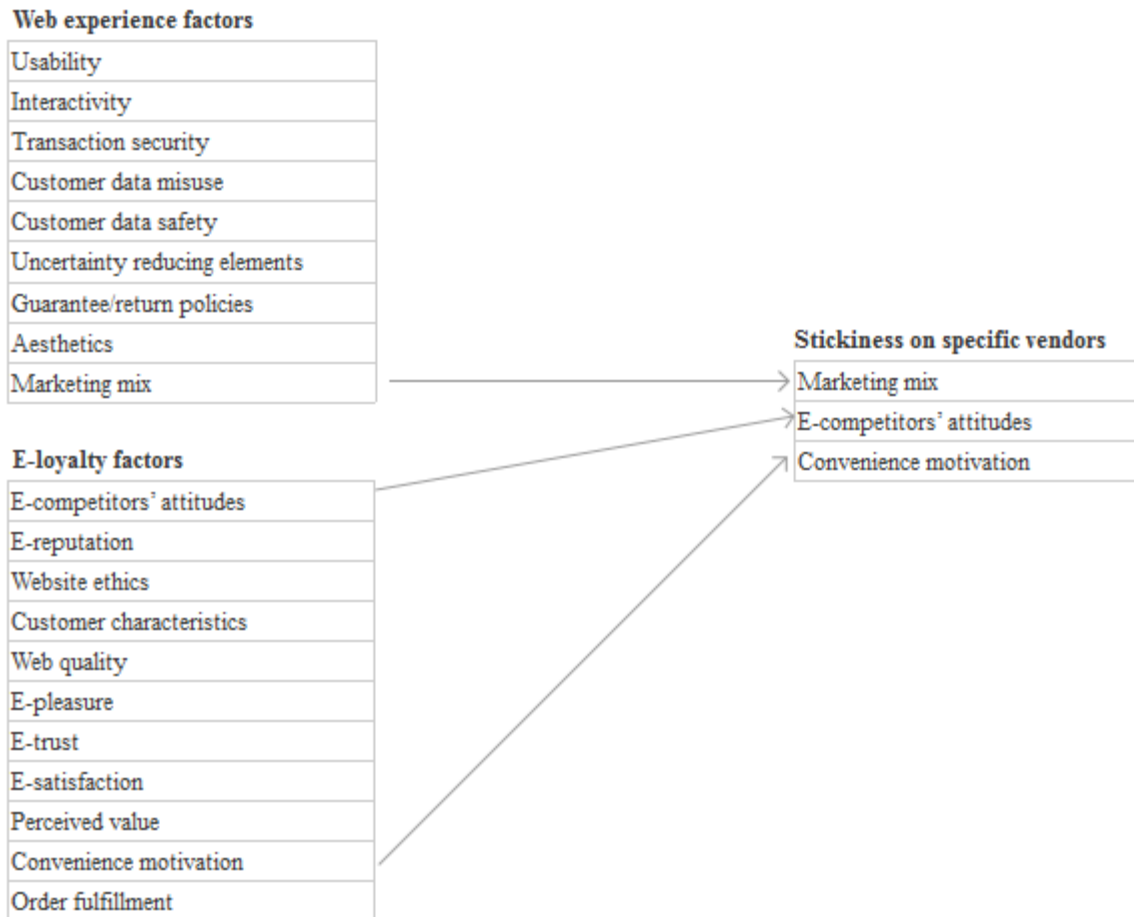 Web experience factors
Usability
Interactivity
Transaction security
Customer data misuse
Customer data safety
Uncertainty reducing elements
Guarantee/return policies
Aesthetics
Marketing mix
E-loyalty factors
E-competitors’ attitudes
E-reputation
Website ethics
Customer characteristics
Web quality
E-pleasure
E-trust
E-satisfaction
Perceived value
Convenience motivation
Order fulfillment
Stickiness on specific vendors
Marketing mix
E-competitors’ attitudes
Convenience motivation